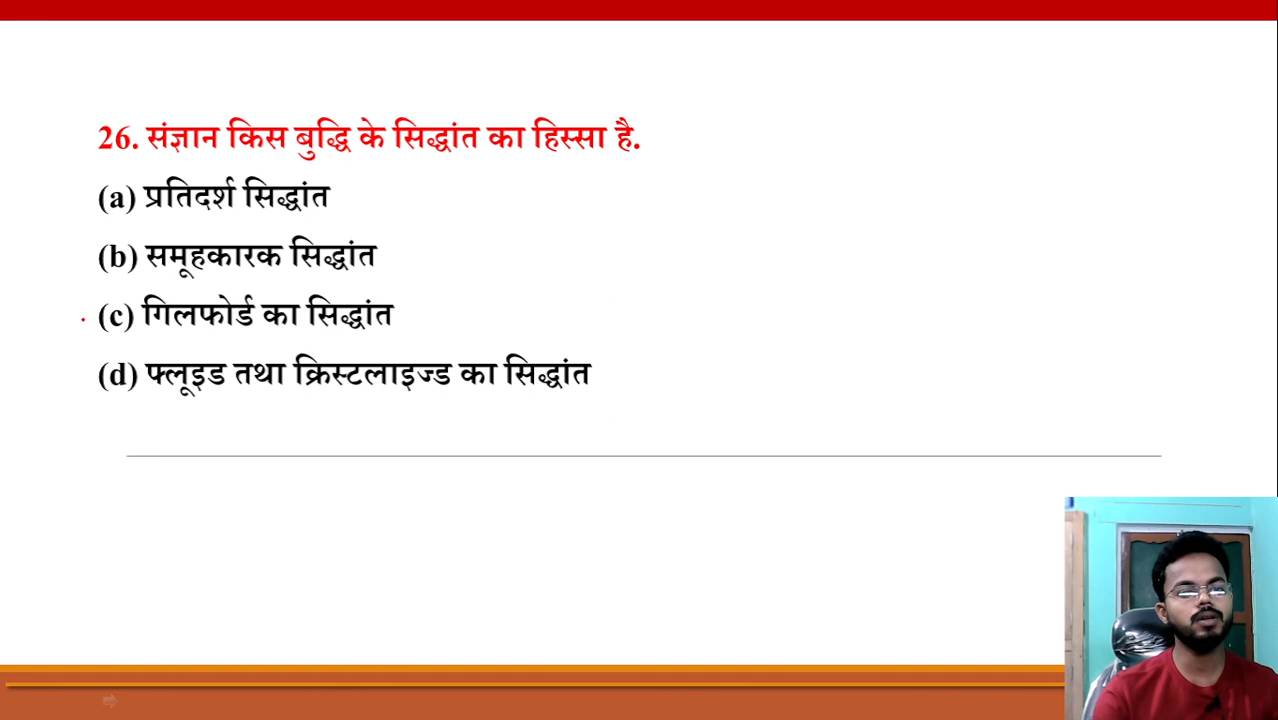 26. संज्ञान किस बुद्धि के सिद्धांत का हिस्सा है.
(a) प्रतिदर्श सिद्धांत
(b) समूहकारक सिद्धांत
(c) गिलफोर्ड का सिद्धांत
(d) फ्लूइड तथा क्रिस्टलाइज्ड का सिद्धांत